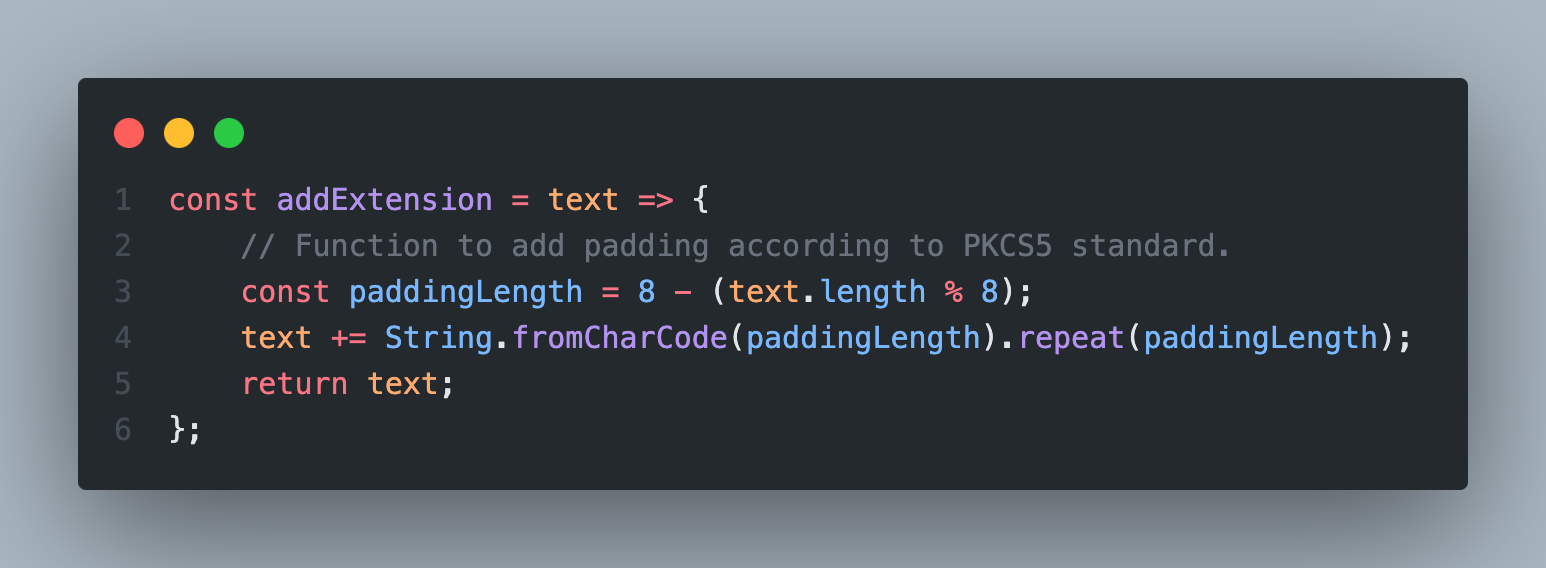 1 const addExtension = text => {
2     // Function to add padding according to PKCS5 standard.
3     const paddingLength = 8 - (text.length % 8);
4     text += String.fromCharCode(paddingLength).repeat(paddingLength);
5     return text;
6 };